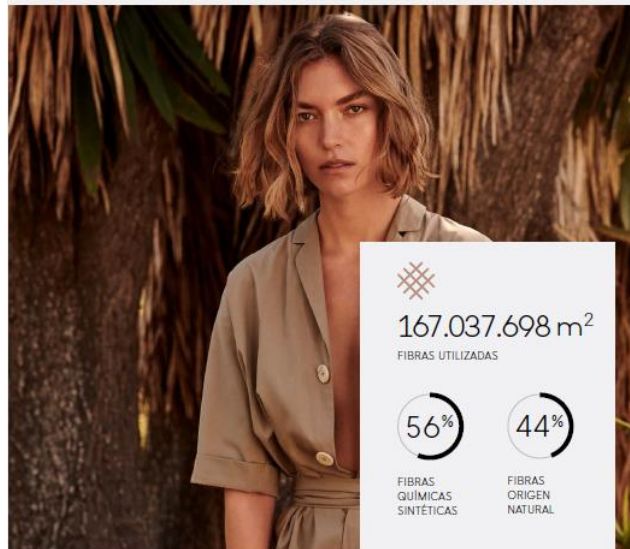 167.037.698 m²
FIBRAS UTILIZADAS
56%
44%
FIBRAS
QUÍMICAS
SINTÉTICAS
FIBRAS
ORIGEN
NATURAL